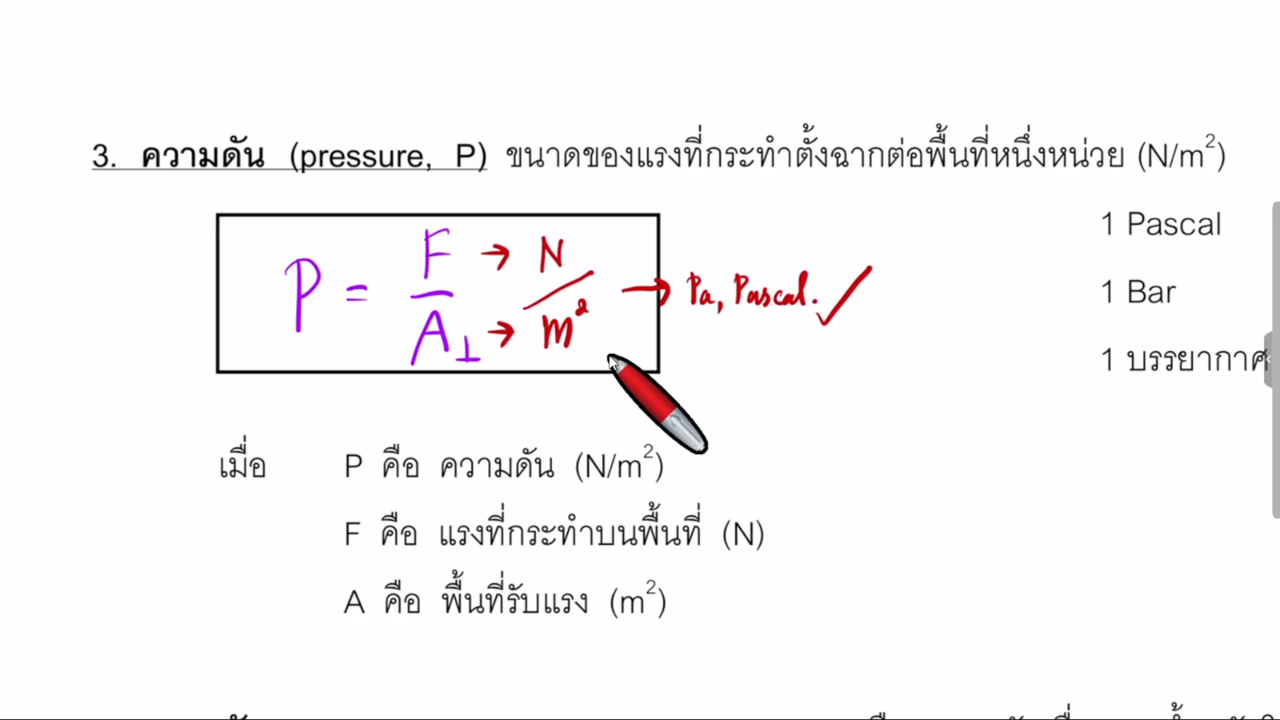 3. ความดัน (pressure, P) ขนาดของแรงที่กระทำตั้งฉากต่อพื้นที่หนึ่งหน่วย (N/m²)
P = F/A⊥ → N/m² → Pa, Pascal. ✓
1 Pascal
1 Bar
1 บรรยากาศ
เมื่อ P คือ ความดัน (N/m²)
F คือ แรงที่กระทำบนพื้นที่ (N)
A คือ พื้นที่รับแรง (m²)